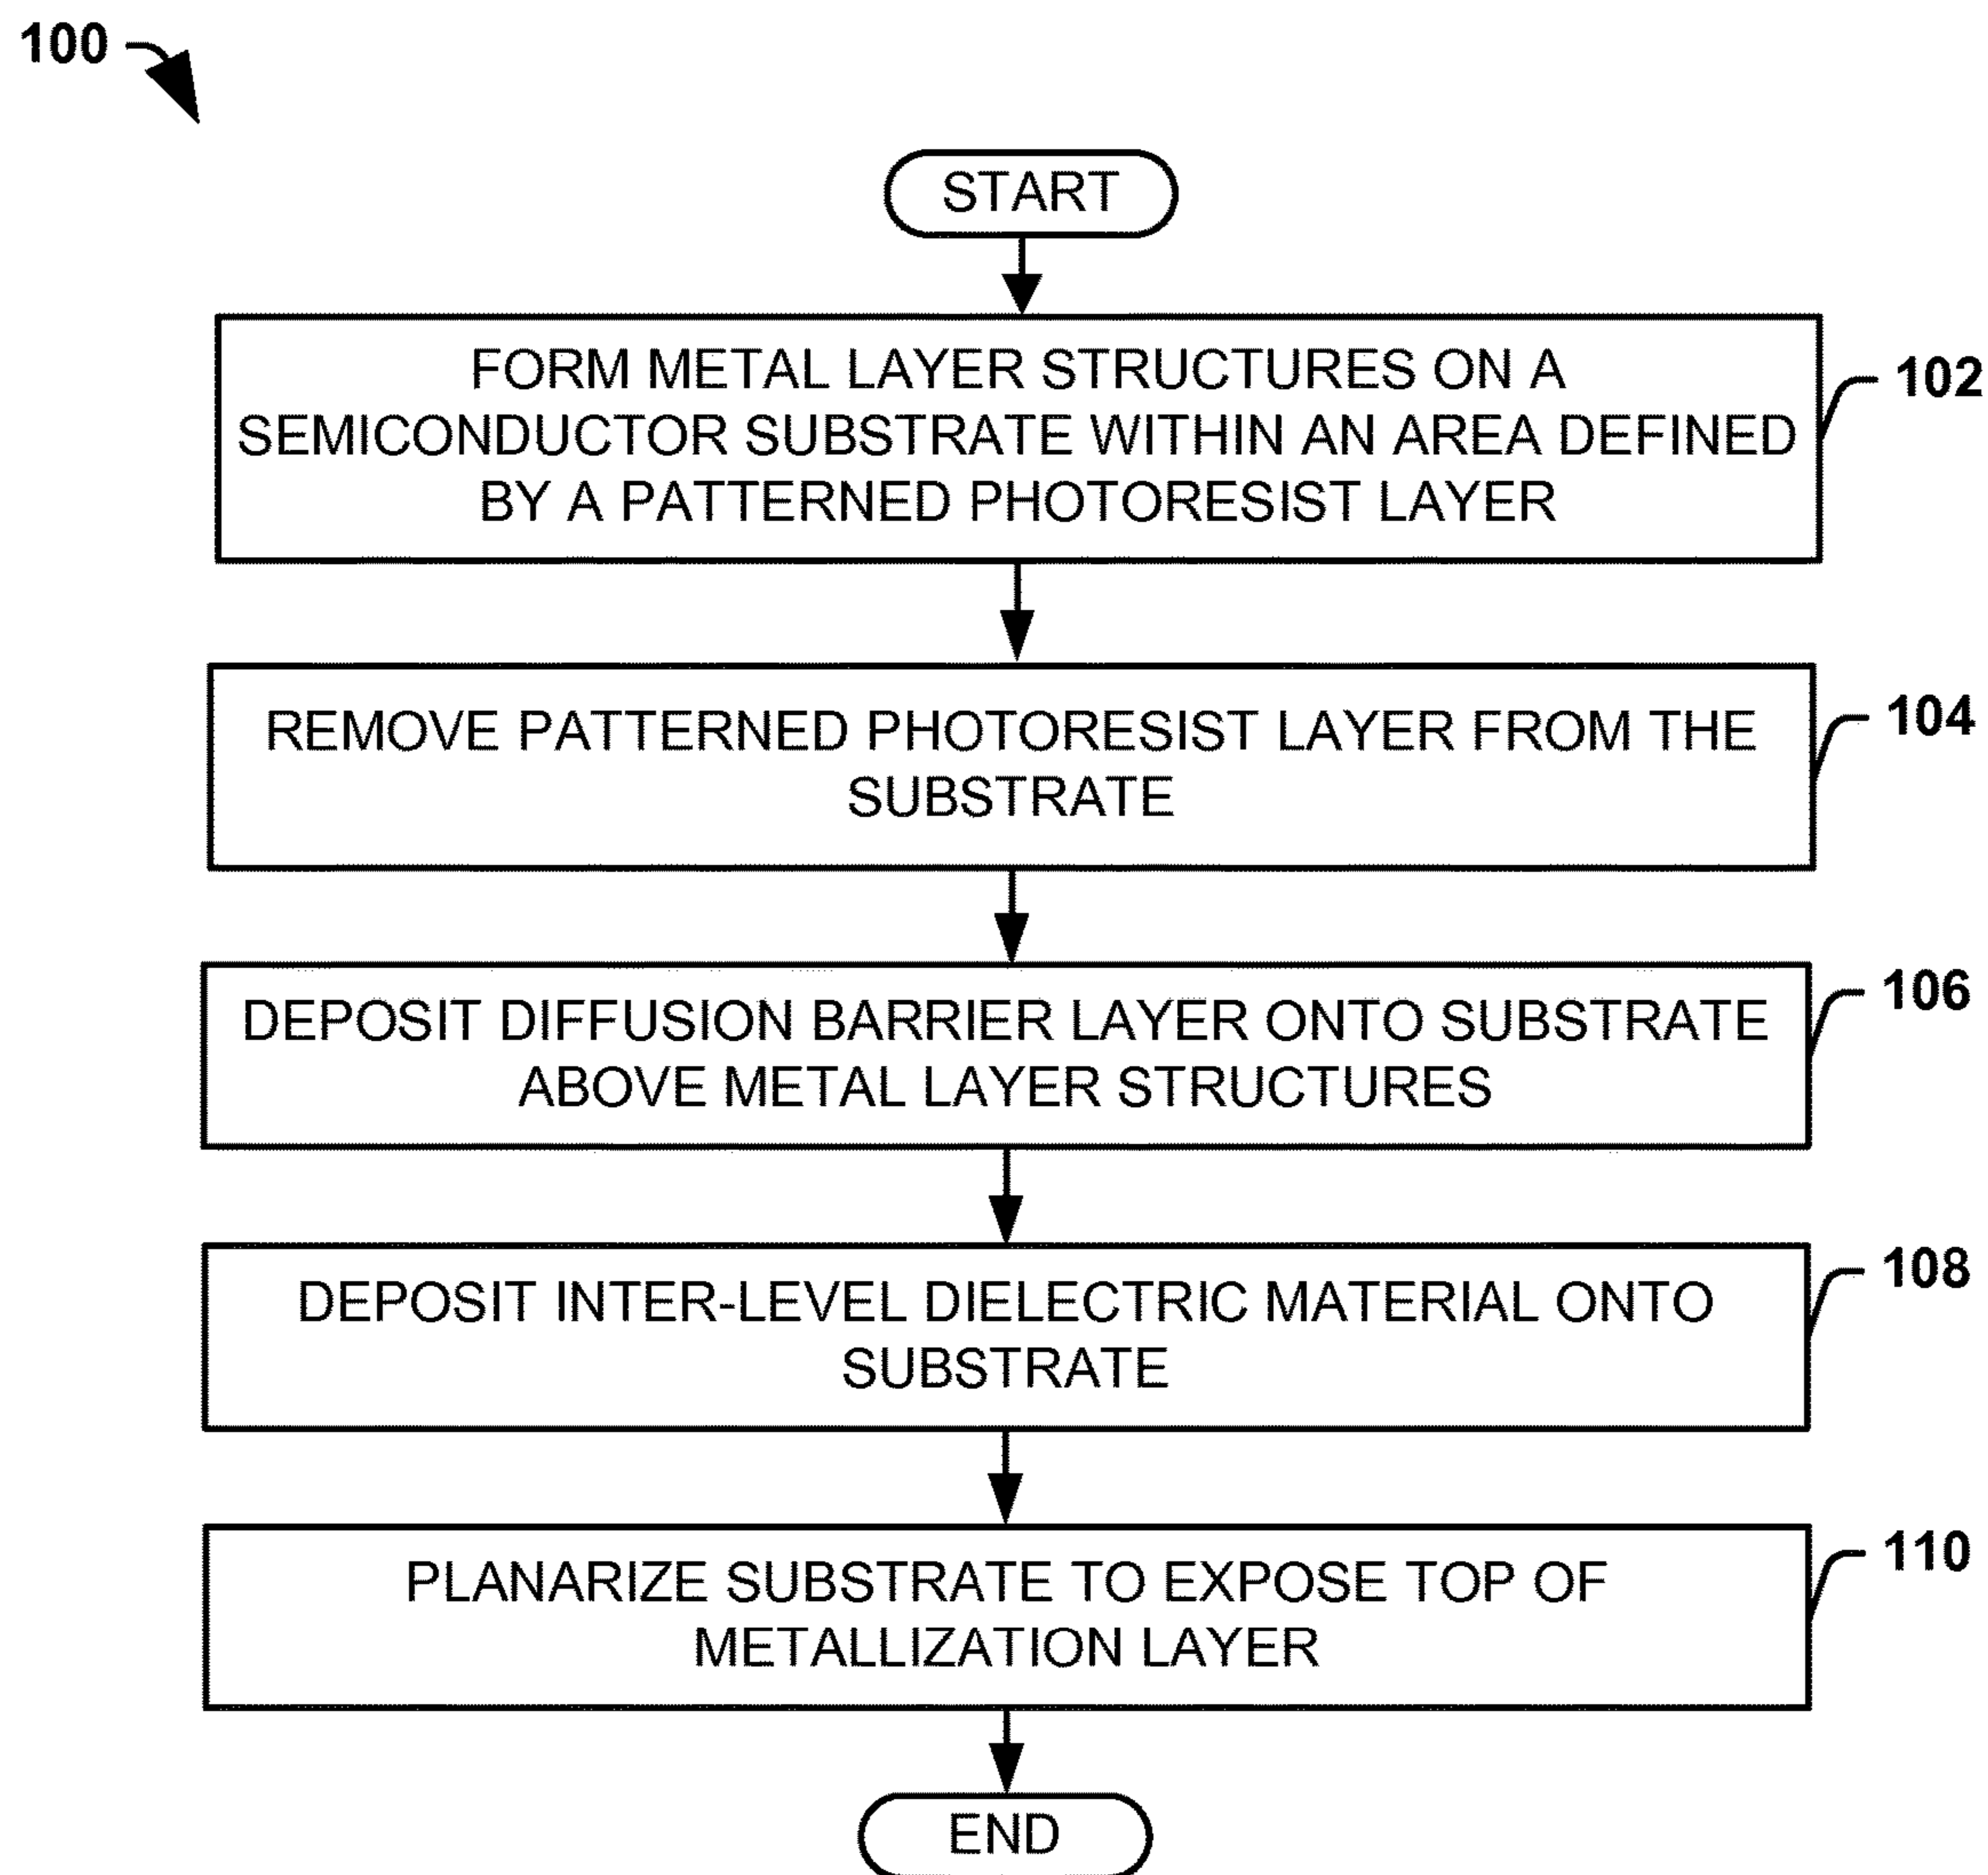 100
START
FORM METAL LAYER STRUCTURES ON A
SEMICONDUCTOR SUBSTRATE WITHIN AN AREA DEFINED
BY A PATTERNED PHOTORESIST LAYER
102
REMOVE PATTERNED PHOTORESIST LAYER FROM THE
SUBSTRATE
104
DEPOSIT DIFFUSION BARRIER LAYER ONTO SUBSTRATE
ABOVE METAL LAYER STRUCTURES
106
DEPOSIT INTER-LEVEL DIELECTRIC MATERIAL ONTO
SUBSTRATE
108
PLANARIZE SUBSTRATE TO EXPOSE TOP OF
METALLIZATION LAYER
110
END